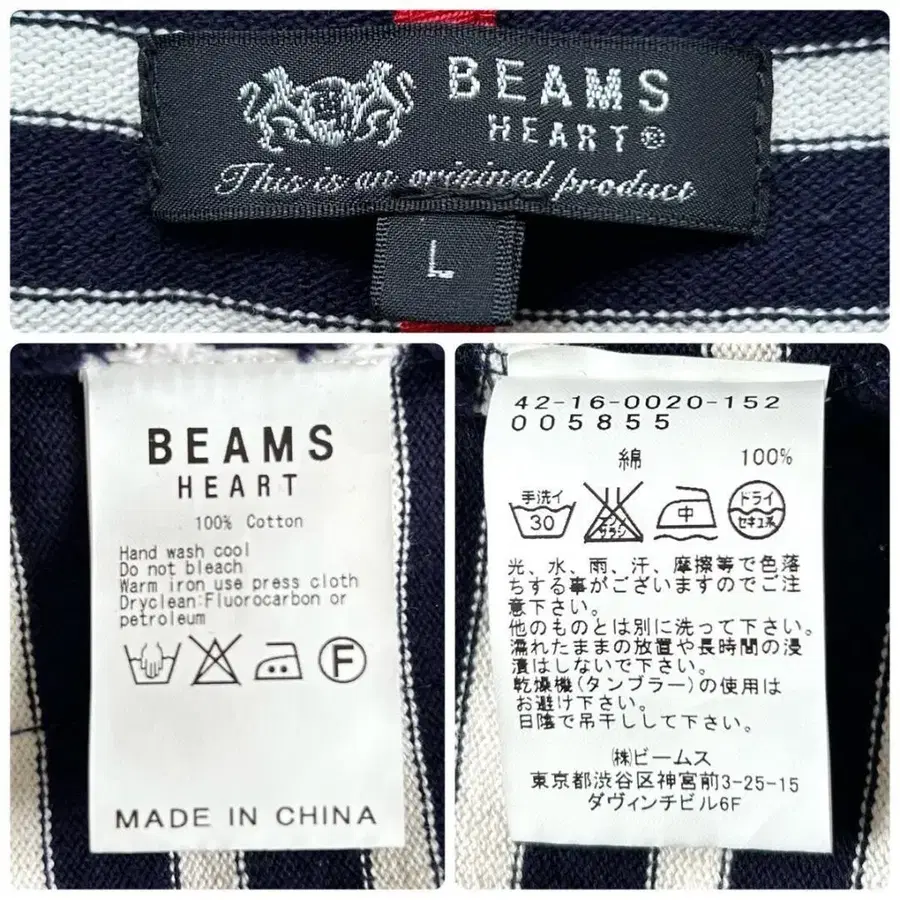 BEAMS
HEART®
This is an original product
L
BEAMS
HEART
100% Cotton
Hand wash cool
Do not bleach
Warm iron use press cloth
Dryclean:Fluorocarbon or
petroleum
F
MADE IN CHINA
42-16-0020-152
005855
綿 100%
手洗イ
30
エンソ
サラシ
中
ドライ
セキユ系
光、水、雨、汗、摩擦等で色落
ちする事がございますのでご注
意下さい。
他のものとは別に洗って下さい。
濡れたままの放置や長時間の浸
漬はしないで下さい。
乾燥機(タンブラー)の使用は
お避け下さい。
日陰で吊干しして下さい。
㈱ビームス
東京都渋谷区神宮前3-25-15
ダヴィンチビル6F